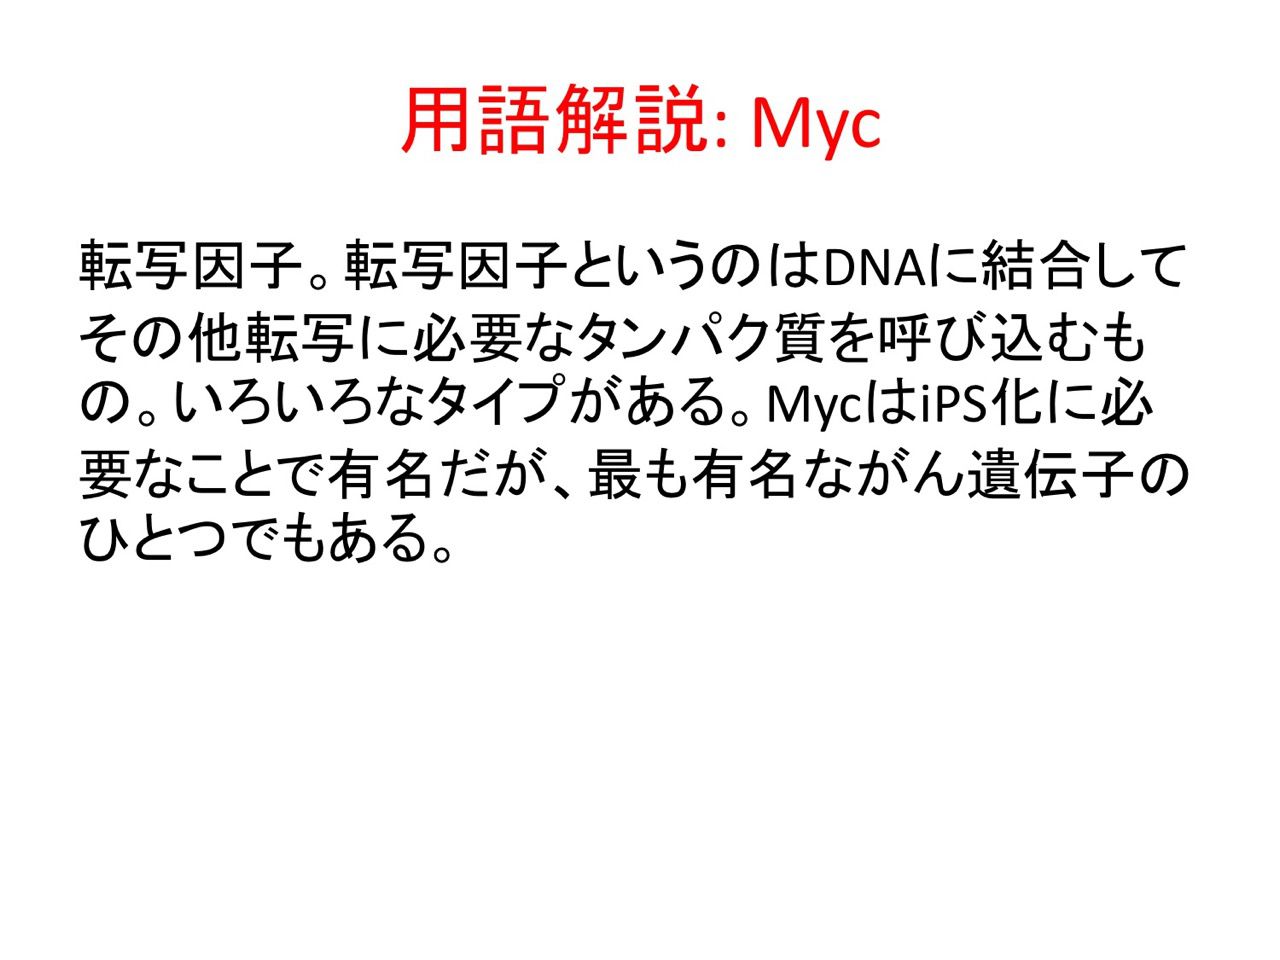 用語解説: Myc
転写因子。転写因子というのはDNAに結合して
その他転写に必要なタンパク質を呼び込むも
の。いろいろなタイプがある。MycはiPS化に必
要なことで有名だが、最も有名ながん遺伝子の
ひとつでもある。